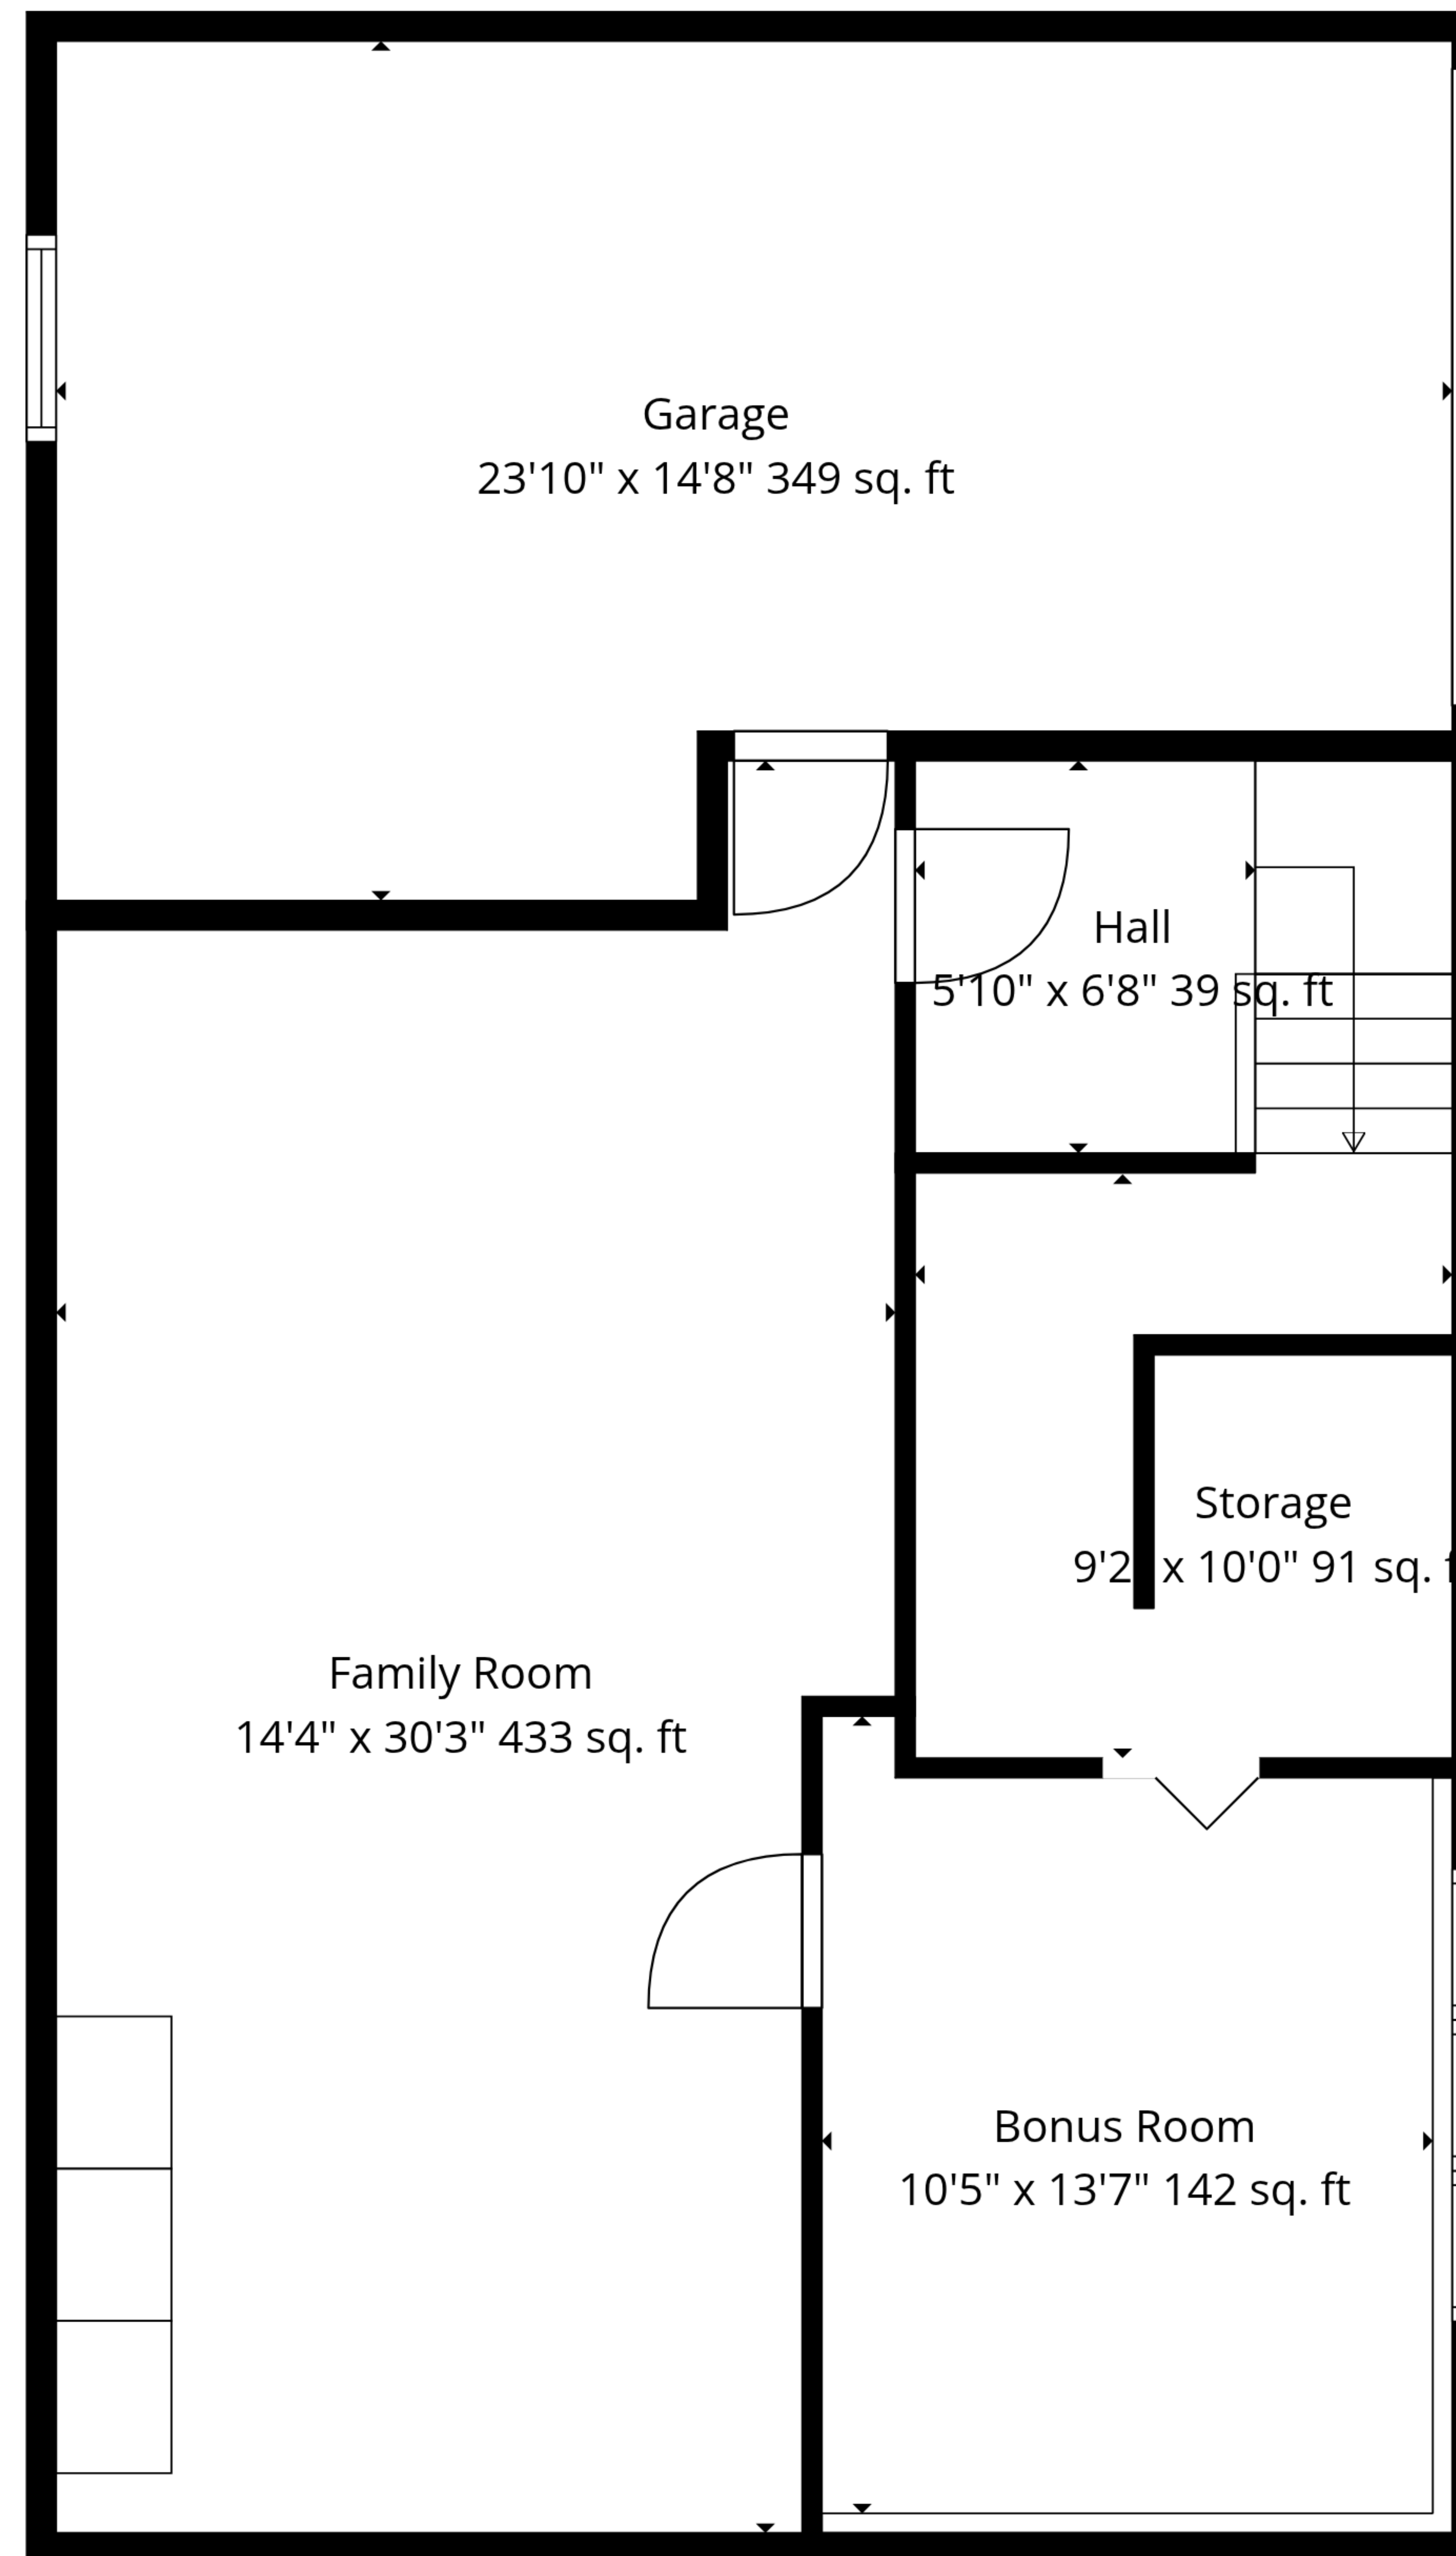 Garage
23'10" x 14'8" 349 sq. ft
Hall
5'10" x 6'8" 39 sq. ft
Storage
9'2 x 10'0" 91 sq.
Family Room
14'4" x 30'3" 433 sq. ft
Bonus Room
10'5" x 13'7" 142 sq. ft